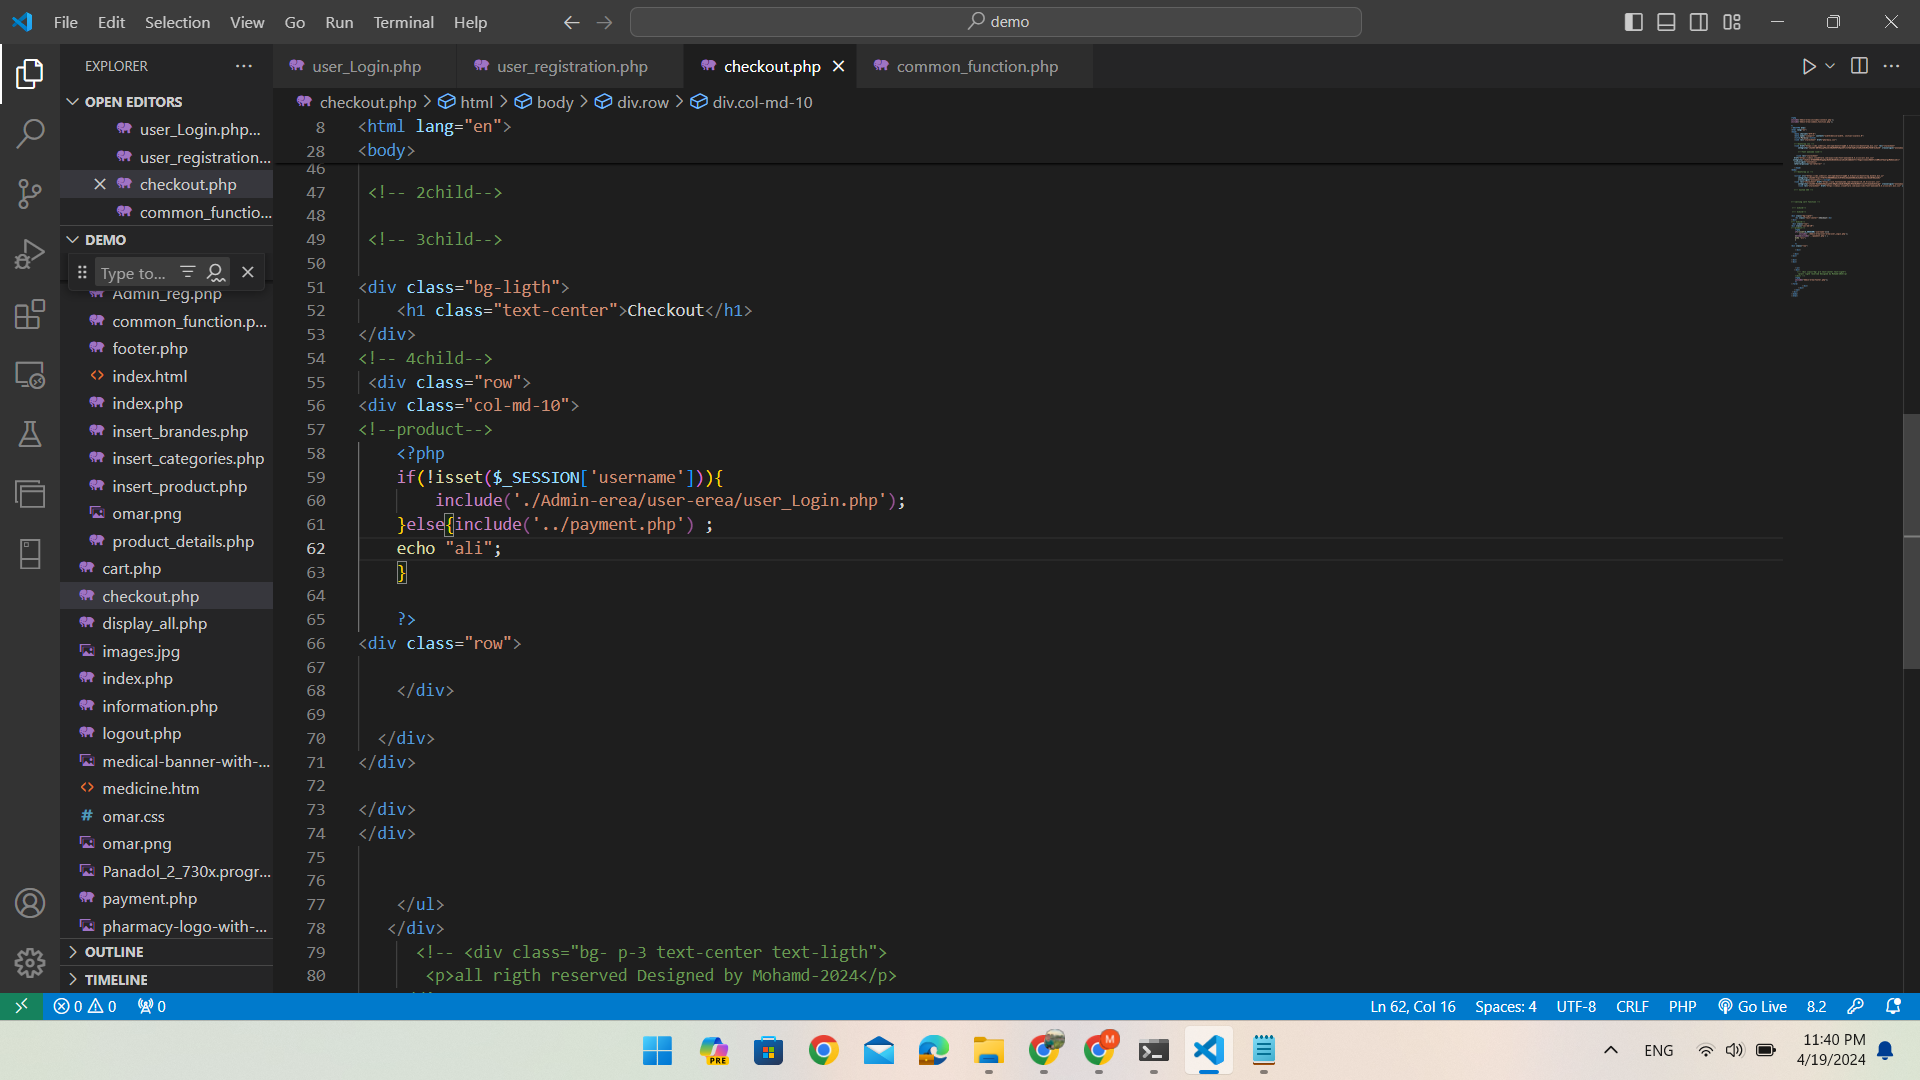 File Edit Selection View Go Run Terminal Help
demo
EXPLORER
OPEN EDITORS
user_Login.php...
user_registration...
checkout.php
common_functio...
DEMO
Type to...
Admin_reg.php
common_function.p...
footer.php
index.html
index.php
insert_brandes.php
insert_categories.php
insert_product.php
omar.png
product_details.php
cart.php
checkout.php
display_all.php
images.jpg
index.php
information.php
logout.php
medical-banner-with-...
medicine.htm
omar.css
omar.png
Panadol_2_730x.progr...
payment.php
pharmacy-logo-with-...
OUTLINE
TIMELINE
user_Login.php user_registration.php checkout.php common_function.php
checkout.php > html > body > div.row > div.col-md-10
8 <html lang="en">
28 <body>
46
47 <!-- 2child-->
48
49 <!-- 3child-->
50
51 <div class="bg-ligth">
52 <h1 class="text-center">Checkout</h1>
53 </div>
54 <!-- 4child-->
55 <div class="row">
56 <div class="col-md-10">
57 <!--product-->
58 <?php
59 if(!isset($_SESSION['username'])){
60 include('./Admin-erea/user-erea/user_Login.php');
61 }else{include('../payment.php') ;
62 echo "ali";
63 }
64
65 ?>
66 <div class="row">
67
68 </div>
69
70 </div>
71 </div>
72
73 </div>
74 </div>
75
76
77 </ul>
78 </div>
79 <!-- <div class="bg- p-3 text-center text-ligth">
80 <p>all rigth reserved Designed by Mohamd-2024</p>
0 0 0
Ln 62, Col 16 Spaces: 4 UTF-8 CRLF PHP Go Live 8.2
PRE
M
ENG
11:40 PM
4/19/2024